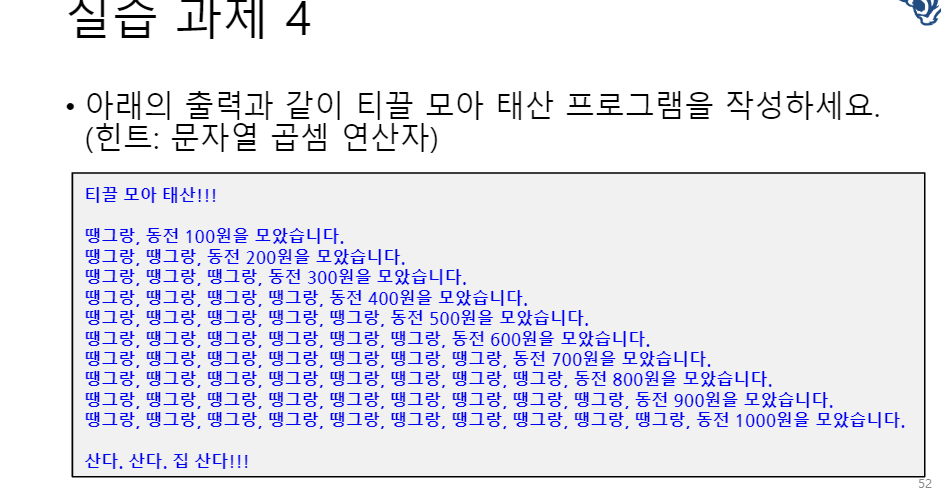 실습 과제 4
• 아래의 출력과 같이 티끌 모아 태산 프로그램을 작성하세요.
(힌트: 문자열 곱셈 연산자)
티끌 모아 태산!!!
땡그랑, 동전 100원을 모았습니다.
땡그랑, 땡그랑, 동전 200원을 모았습니다.
땡그랑, 땡그랑, 땡그랑, 동전 300원을 모았습니다.
땡그랑, 땡그랑, 땡그랑, 땡그랑, 동전 400원을 모았습니다.
땡그랑, 땡그랑, 땡그랑, 땡그랑, 땡그랑, 동전 500원을 모았습니다.
땡그랑, 땡그랑, 땡그랑, 땡그랑, 땡그랑, 땡그랑, 동전 600원을 모았습니다.
땡그랑, 땡그랑, 땡그랑, 땡그랑, 땡그랑, 땡그랑, 땡그랑, 동전 700원을 모았습니다.
땡그랑, 땡그랑, 땡그랑, 땡그랑, 땡그랑, 땡그랑, 땡그랑, 땡그랑, 동전 800원을 모았습니다.
땡그랑, 땡그랑, 땡그랑, 땡그랑, 땡그랑, 땡그랑, 땡그랑, 땡그랑, 땡그랑, 동전 900원을 모았습니다.
땡그랑, 땡그랑, 땡그랑, 땡그랑, 땡그랑, 땡그랑, 땡그랑, 땡그랑, 땡그랑, 땡그랑, 동전 1000원을 모았습니다.
산다. 산다. 집 산다!!!
52